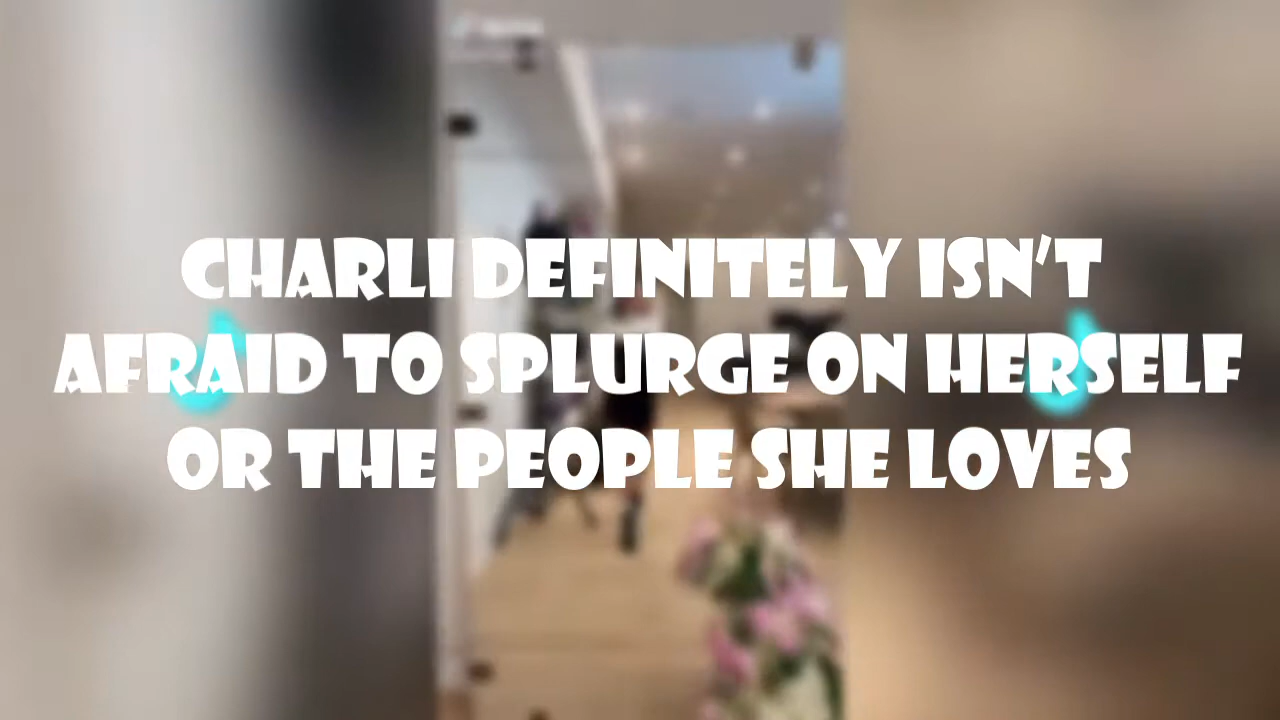 CHARLI DEFINITELY ISN'T
AFRAID TO SPLURGE ON HERSELF
OR THE PEOPLE SHE LOVES